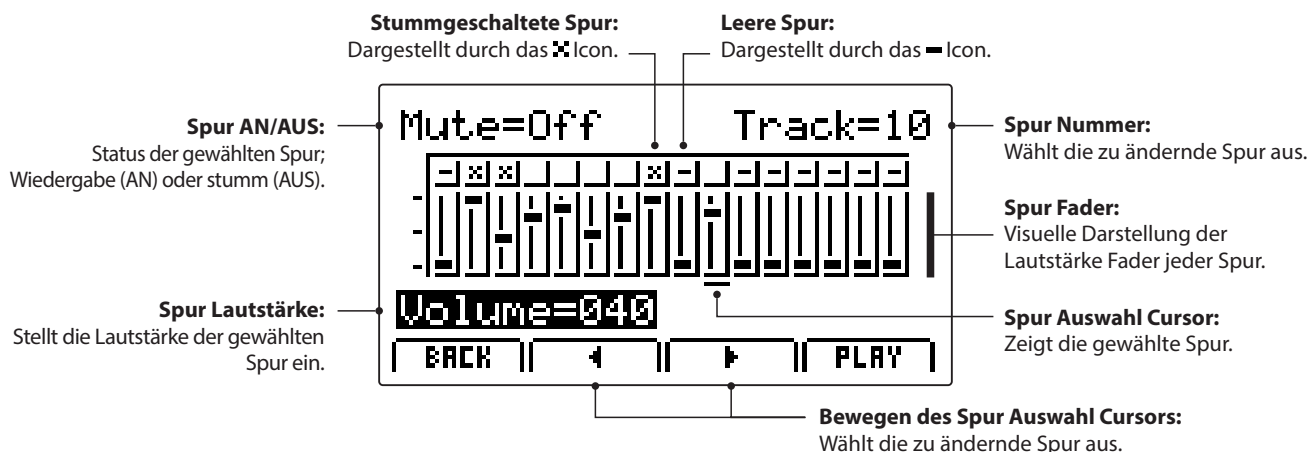 Stummgeschaltete Spur:
Dargestellt durch das Icon.
Leere Spur:
Dargestellt durch das Icon.
Spur AN/AUS:
Status der gewählten Spur;
Wiedergabe (AN) oder stumm (AUS).
Mute=Off
Track=10
Spur Nummer:
Wählt die zu ändernde Spur aus.
Spur Fader:
Visuelle Darstellung der
Lautstärke Fader jeder Spur.
Spur Lautstärke:
Stellt die Lautstärke der gewählten
Spur ein.
Volume=040
Spur Auswahl Cursor:
Zeigt die gewählte Spur.
BACK
PLAY
Bewegen des Spur Auswahl Cursors:
Wählt die zu ändernde Spur aus.